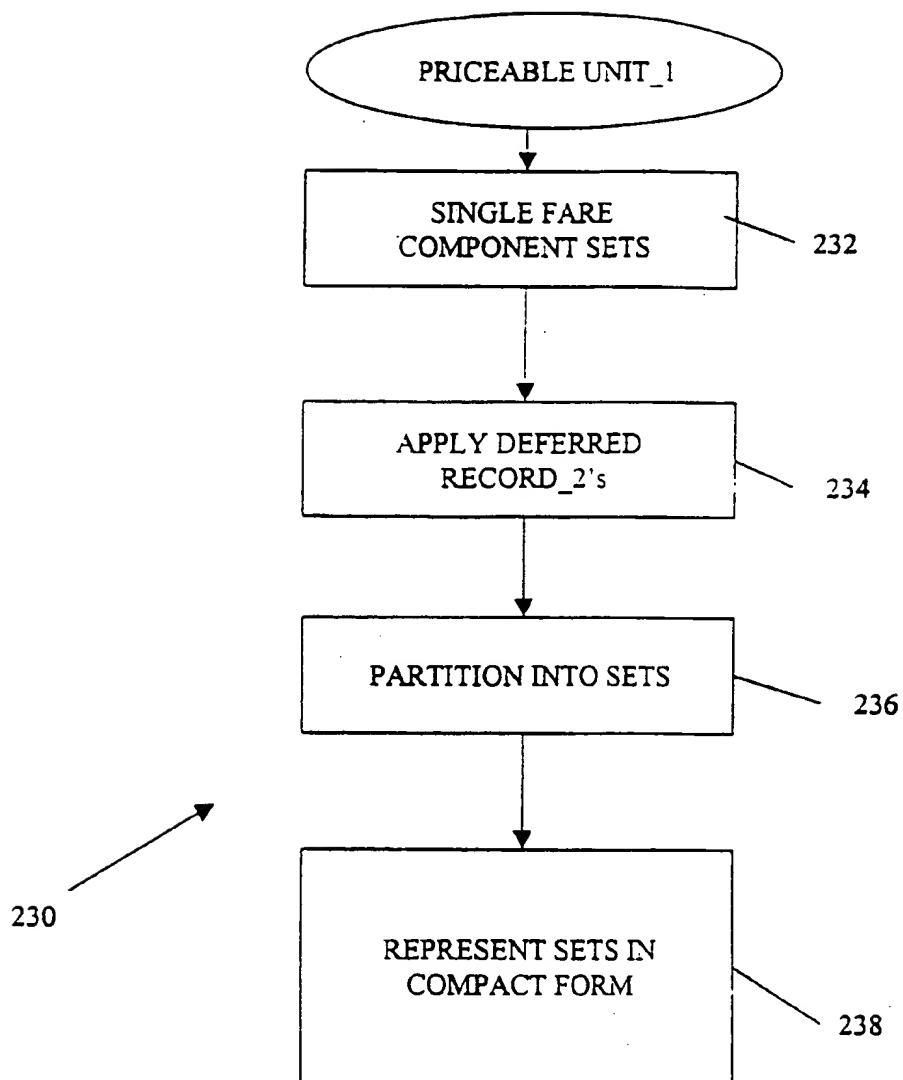 PRICEABLE UNIT_1
SINGLE FARE
COMPONENT SETS
232
APPLY DEFERRED
RECORD_2's
234
PARTITION INTO SETS
236
230
REPRESENT SETS IN
COMPACT FORM
238